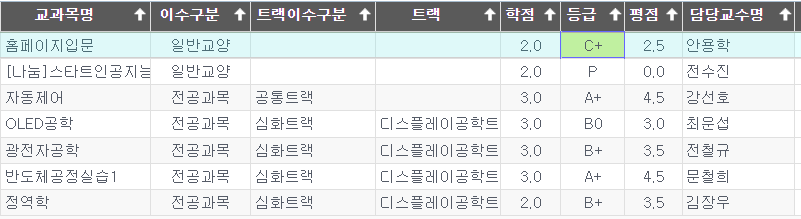 교과목명 이수구분 트랙이수구분 트랙 학점 등급 평점 담당교수명
홈페이지입문 일반교양 2.0 C+ 2.5 안용학
[나눔]스타트인공지능 일반교양 2.0 P 0.0 전수진
자동제어 전공과목 공통트랙 3.0 A+ 4.5 강선호
OLED공학 전공과목 심화트랙 디스플레이공학트 3.0 B0 3.0 최운섭
광전자공학 전공과목 심화트랙 디스플레이공학트 3.0 B+ 3.5 전철규
반도체공정실습1 전공과목 심화트랙 디스플레이공학트 3.0 A+ 4.5 문철희
정역학 전공과목 심화트랙 디스플레이공학트 2.0 B+ 3.5 김장우